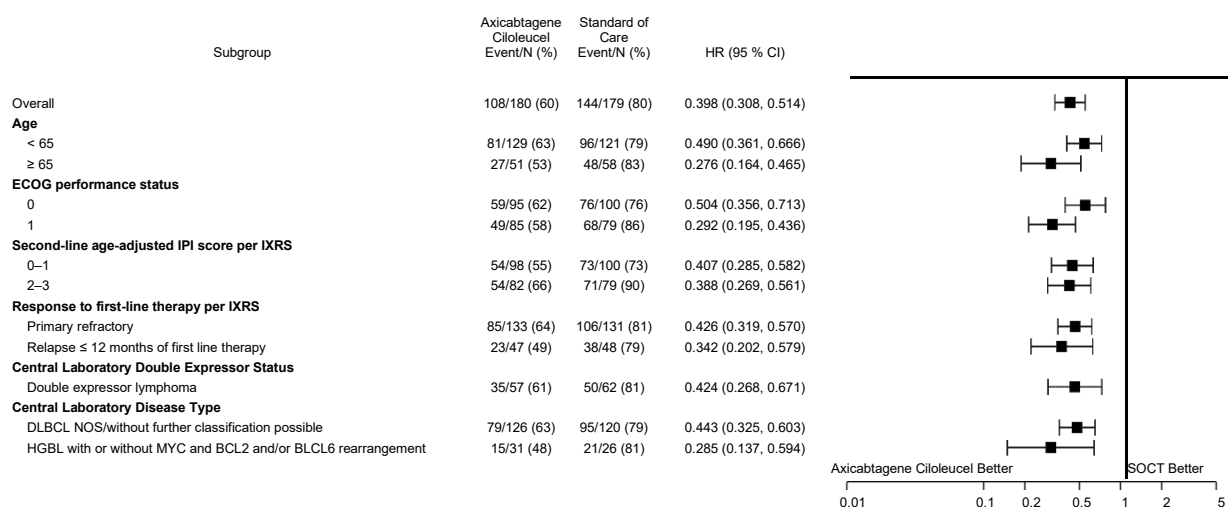 Subgroup Axicabtagene Ciloleucel Event/N (%) Standard of Care Event/N (%) HR (95 % CI)
Overall 108/180 (60) 144/179 (80) 0.398 (0.308, 0.514)
Age
< 65 81/129 (63) 96/121 (79) 0.490 (0.361, 0.666)
≥ 65 27/51 (53) 48/58 (83) 0.276 (0.164, 0.465)
ECOG performance status
0 59/95 (62) 76/100 (76) 0.504 (0.356, 0.713)
1 49/85 (58) 68/79 (86) 0.292 (0.195, 0.436)
Second-line age-adjusted IPI score per IXRS
0–1 54/98 (55) 73/100 (73) 0.407 (0.285, 0.582)
2–3 54/82 (66) 71/79 (90) 0.388 (0.269, 0.561)
Response to first-line therapy per IXRS
Primary refractory 85/133 (64) 106/131 (81) 0.426 (0.319, 0.570)
Relapse ≤ 12 months of first line therapy 23/47 (49) 38/48 (79) 0.342 (0.202, 0.579)
Central Laboratory Double Expressor Status
Double expressor lymphoma 35/57 (61) 50/62 (81) 0.424 (0.268, 0.671)
Central Laboratory Disease Type
DLBCL NOS/without further classification possible 79/126 (63) 95/120 (79) 0.443 (0.325, 0.603)
HGBL with or without MYC and BCL2 and/or BLCL6 rearrangement 15/31 (48) 21/26 (81) 0.285 (0.137, 0.594)
Axicabtagene Ciloleucel Better SOCT Better
0.01 0.1 0.2 0.5 1 2 5